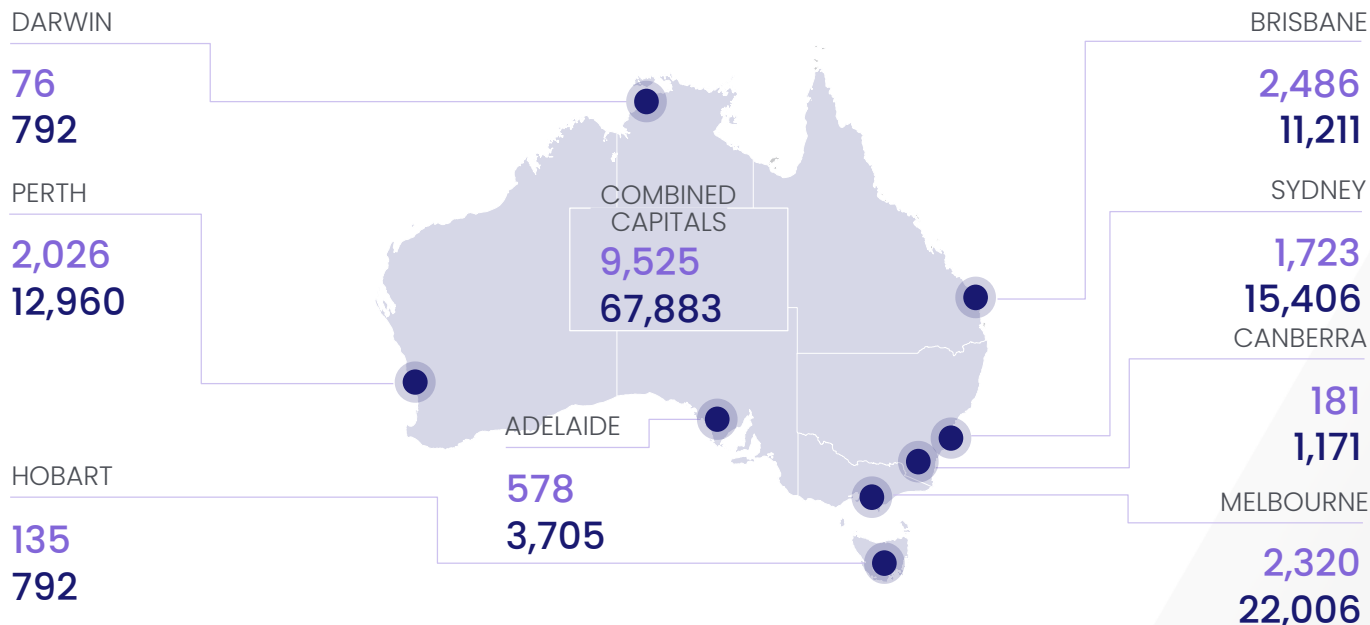 DARWIN
76
792
PERTH
2,026
12,960
HOBART
135
792
COMBINED
CAPITALS
9,525
67,883
ADELAIDE
578
3,705
BRISBANE
2,486
11,211
SYDNEY
1,723
15,406
CANBERRA
181
1,171
MELBOURNE
2,320
22,006